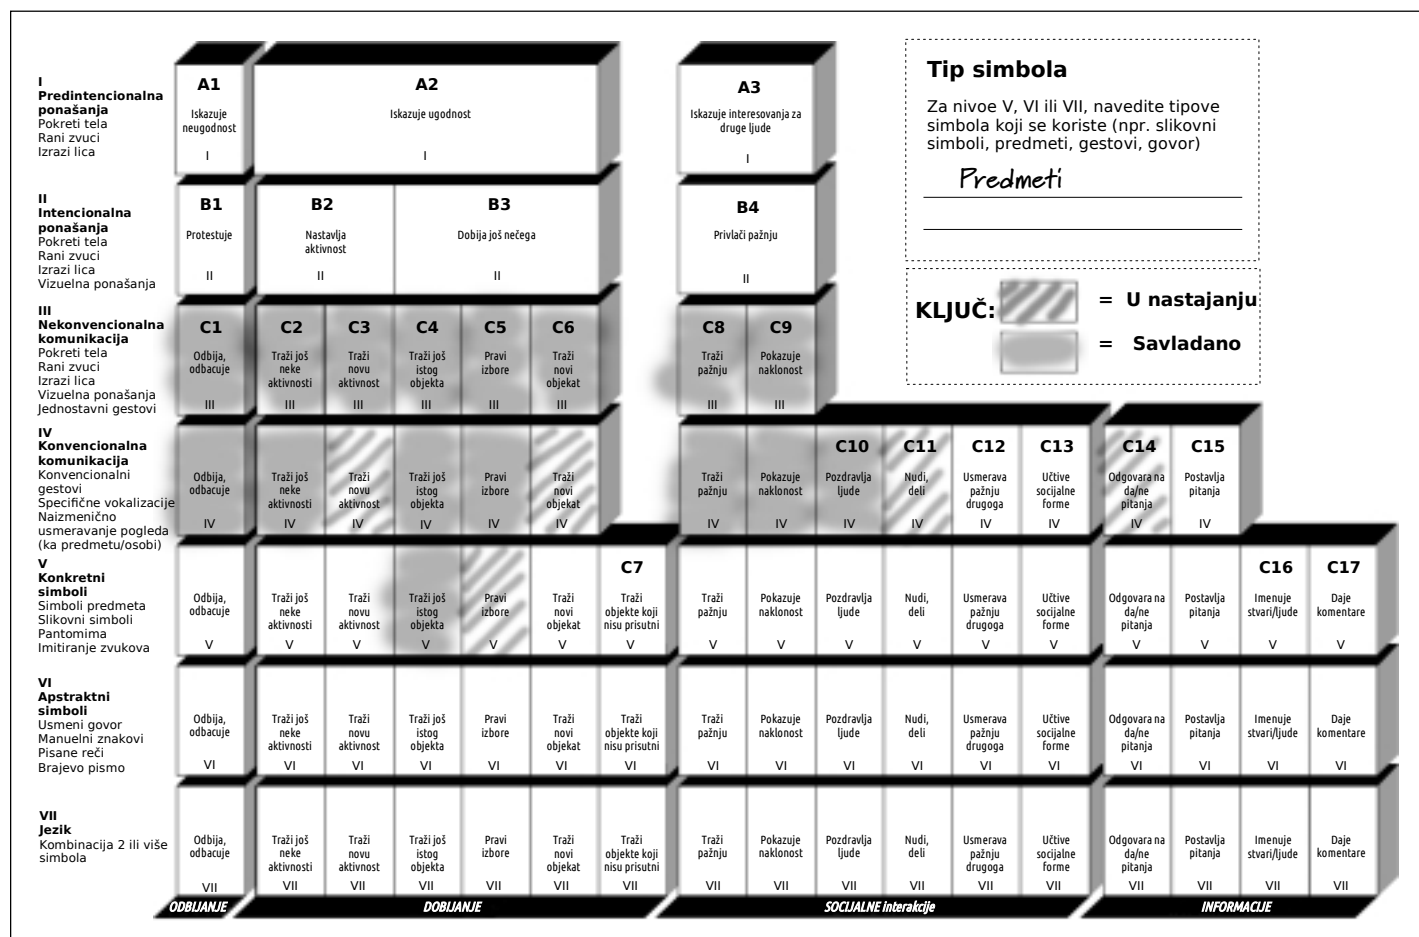 I
Predintencionalna
ponašanja
Pokreti tela
Rani zvuci
Izrazi lica
A1
Iskazuje
neugodnost
I
A2
Iskazuje ugodnost
I
A3
Iskazuje interesovanja za
druge ljude
I
Tip simbola
Za nivoe V, VI ili VII, navedite tipove
simbola koji se koriste (npr. slikovni
simboli, predmeti, gestovi, govor)
Predmeti
KLJUČ:
= U nastajanju
= Savladano
II
Intencionalna
ponašanja
Pokreti tela
Rani zvuci
Izrazi lica
Vizuelna ponašanja
B1
Protestuje
II
B2
Nastavlja
aktivnost
II
B3
Dobija još nečega
II
B4
Privlači pažnju
II
III
Nekonvencionalna
komunikacija
Pokreti tela
Rani zvuci
Izrazi lica
Vizuelna ponašanja
Jednostavni gestovi
C1
Odbija,
odbacuje
III
C2
Traži još
neke
aktivnosti
III
C3
Traži
novu
aktivnost
III
C4
Traži još
istog
objekta
III
C5
Pravi
izbore
III
C6
Traži
novi
objekat
III
C8
Traži
pažnju
III
C9
Pokazuje
naklonost
III
IV
Konvencionalna
komunikacija
Konvencionalni
gestovi
Specifične vokalizacije
Naizmenično
usmeravanje pogleda
(ka predmetu/osobi)
Odbija,
odbacuje
IV
Traži još
neke
aktivnosti
IV
Traži
novu
aktivnost
IV
Traži još
istog
objekta
IV
Pravi
izbore
IV
Traži
novi
objekat
IV
Traži
pažnju
IV
Pokazuje
naklonost
IV
C10
Pozdravlja
ljude
IV
C11
Nudi,
deli
IV
C12
Usmerava
pažnju
drugoga
IV
C13
Učtive
socijalne
forme
IV
C14
Odgovara na
da/ne
pitanja
IV
C15
Postavlja
pitanja
IV
V
Konkretni
simboli
Simboli predmeta
Slikovni simboli
Pantomima
Imitiranje zvukova
Odbija,
odbacuje
V
Traži još
neke
aktivnosti
V
Traži
novu
aktivnost
V
Traži još
istog
objekta
V
Pravi
izbore
V
Traži
novi
objekat
V
C7
Traži
objekte koji
nisu prisutni
V
Traži
pažnju
V
Pokazuje
naklonost
V
Pozdravlja
ljude
V
Nudi,
deli
V
Usmerava
pažnju
drugoga
V
Učtive
socijalne
forme
V
Odgovara na
da/ne
pitanja
V
Postavlja
pitanja
V
C16
Imenuje
stvari/ljude
V
C17
Daje
komentare
V
VI
Apstraktni
simboli
Usmeni govor
Manuelni znakovi
Pisane reči
Brajevo pismo
Odbija,
odbacuje
VI
Traži još
neke
aktivnosti
VI
Traži
novu
aktivnost
VI
Traži još
istog
objekta
VI
Pravi
izbore
VI
Traži
novi
objekat
VI
Traži
objekte koji
nisu prisutni
VI
Traži
pažnju
VI
Pokazuje
naklonost
VI
Pozdravlja
ljude
VI
Nudi,
deli
VI
Usmerava
pažnju
drugoga
VI
Učtive
socijalne
forme
VI
Odgovara na
da/ne
pitanja
VI
Postavlja
pitanja
VI
Imenuje
stvari/ljude
VI
Daje
komentare
VI
VII
Jezik
Kombinacija 2 ili više
simbola
Odbija,
odbacuje
VII
Traži još
neke
aktivnosti
VII
Traži
novu
aktivnost
VII
Traži još
istog
objekta
VII
Pravi
izbore
VII
Traži
novi
objekat
VII
Traži
objekte koji
nisu prisutni
VII
Traži
pažnju
VII
Pokazuje
naklonost
VII
Pozdravlja
ljude
VII
Nudi,
deli
VII
Usmerava
pažnju
drugoga
VII
Učtive
socijalne
forme
VII
Odgovara na
da/ne
pitanja
VII
Postavlja
pitanja
VII
Imenuje
stvari/ljude
VII
Daje
komentare
VII
ODBIJANJE
DOBIJANJE
SOCIJALNE interakcije
INFORMACIJE